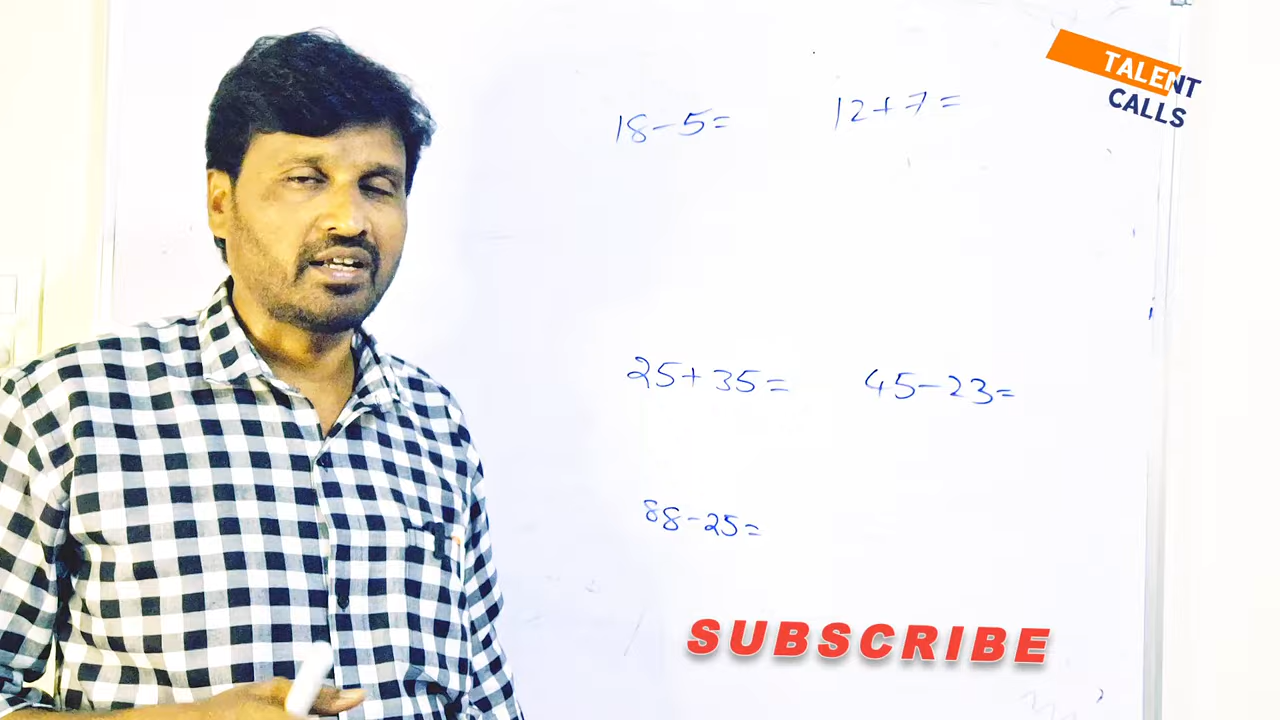 18-5= 12+7=
TALENT
CALLS
25+35= 45-23=
88-25=
SUBSCRIBE